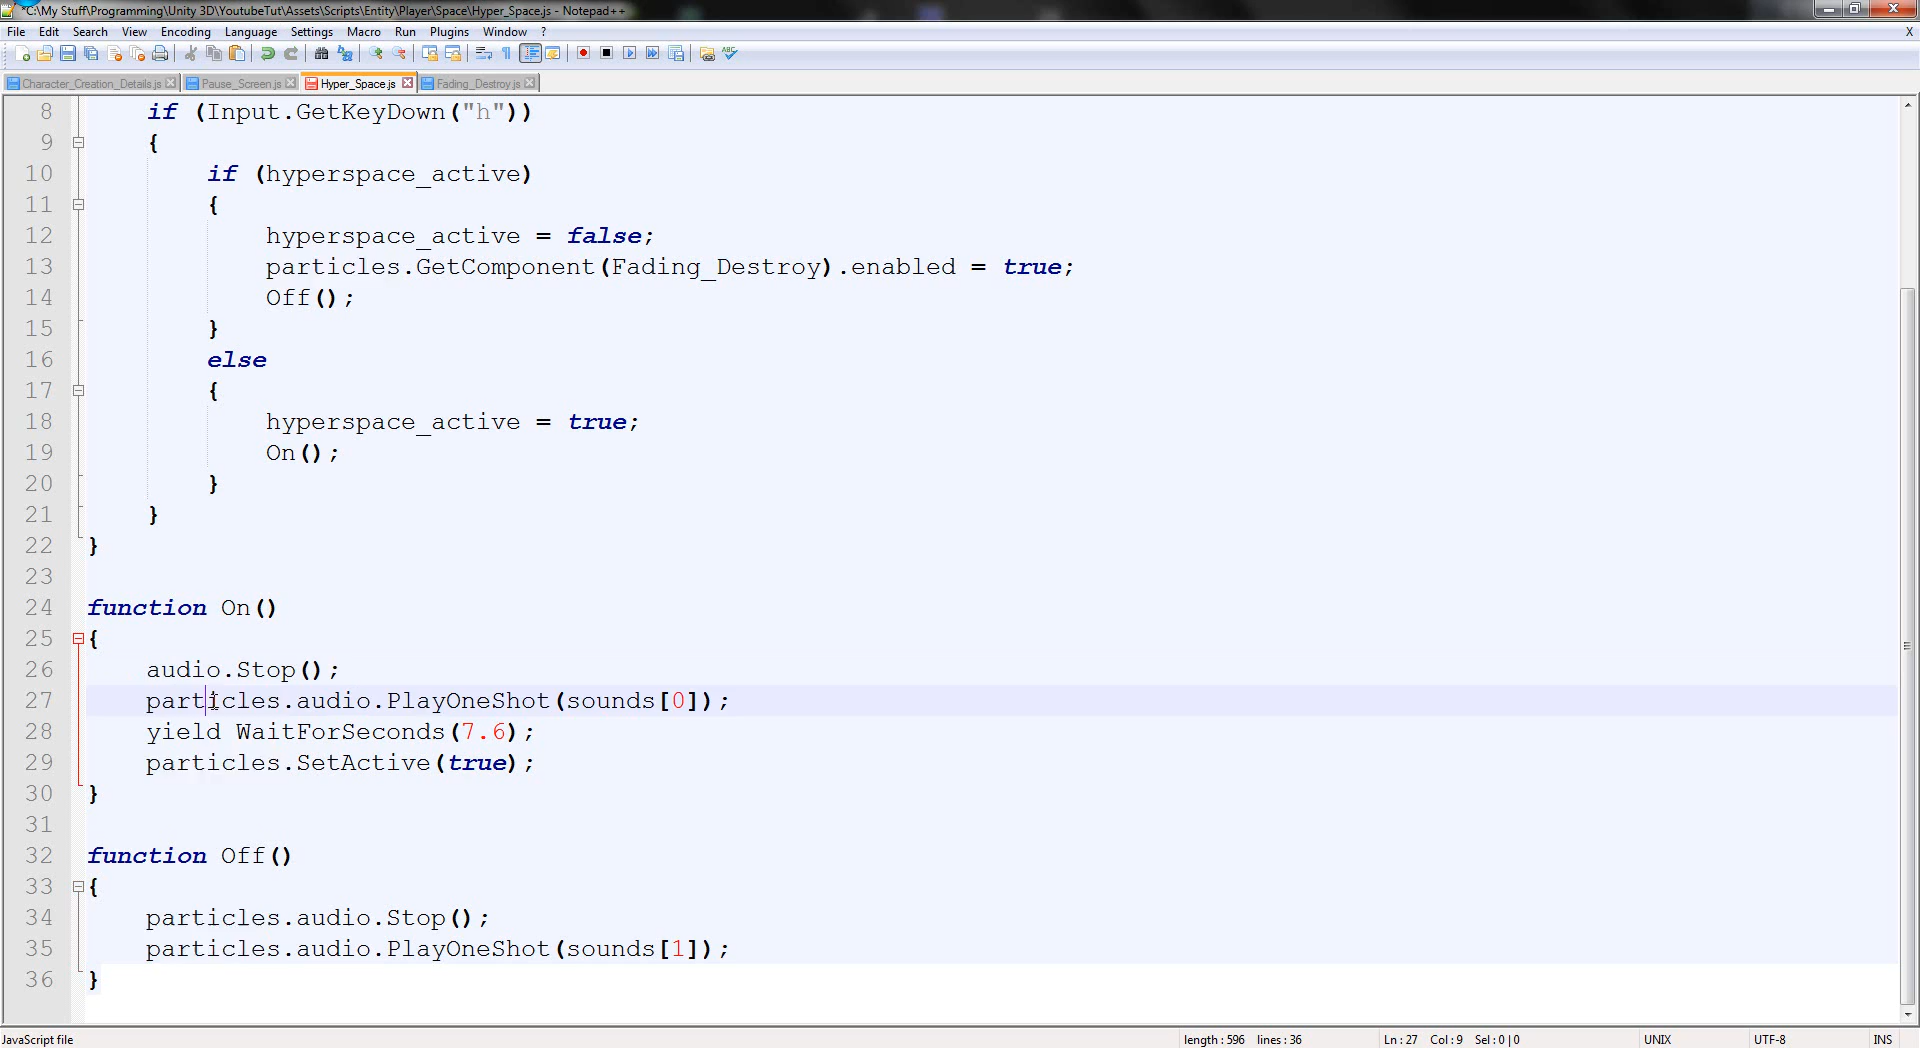 *C:\My Stuff\Programming\Unity 3D\YoutubeTut\Assets\Scripts\Entity\Player\Space\Hyper_Space.js - Notepad++
File Edit Search View Encoding Language Settings Macro Run Plugins Window ? X
Character_Creation_Details.js Pause_Screen.js Hyper_Space.js Fading_Destroy.js
8 if (Input.GetKeyDown("h"))
9 {
10 if (hyperspace_active)
11 {
12 hyperspace_active = false;
13 particles.GetComponent(Fading_Destroy).enabled = true;
14 Off();
15 }
16 else
17 {
18 hyperspace_active = true;
19 On();
20 }
21 }
22 }
23
24 function On()
25 {
26 audio.Stop();
27 particles.audio.PlayOneShot(sounds[0]);
28 yield WaitForSeconds(7.6);
29 particles.SetActive(true);
30 }
31
32 function Off()
33 {
34 particles.audio.Stop();
35 particles.audio.PlayOneShot(sounds[1]);
36 }
JavaScript file length : 596 lines : 36 Ln : 27 Col : 9 Sel : 0 | 0 UNIX UTF-8 INS